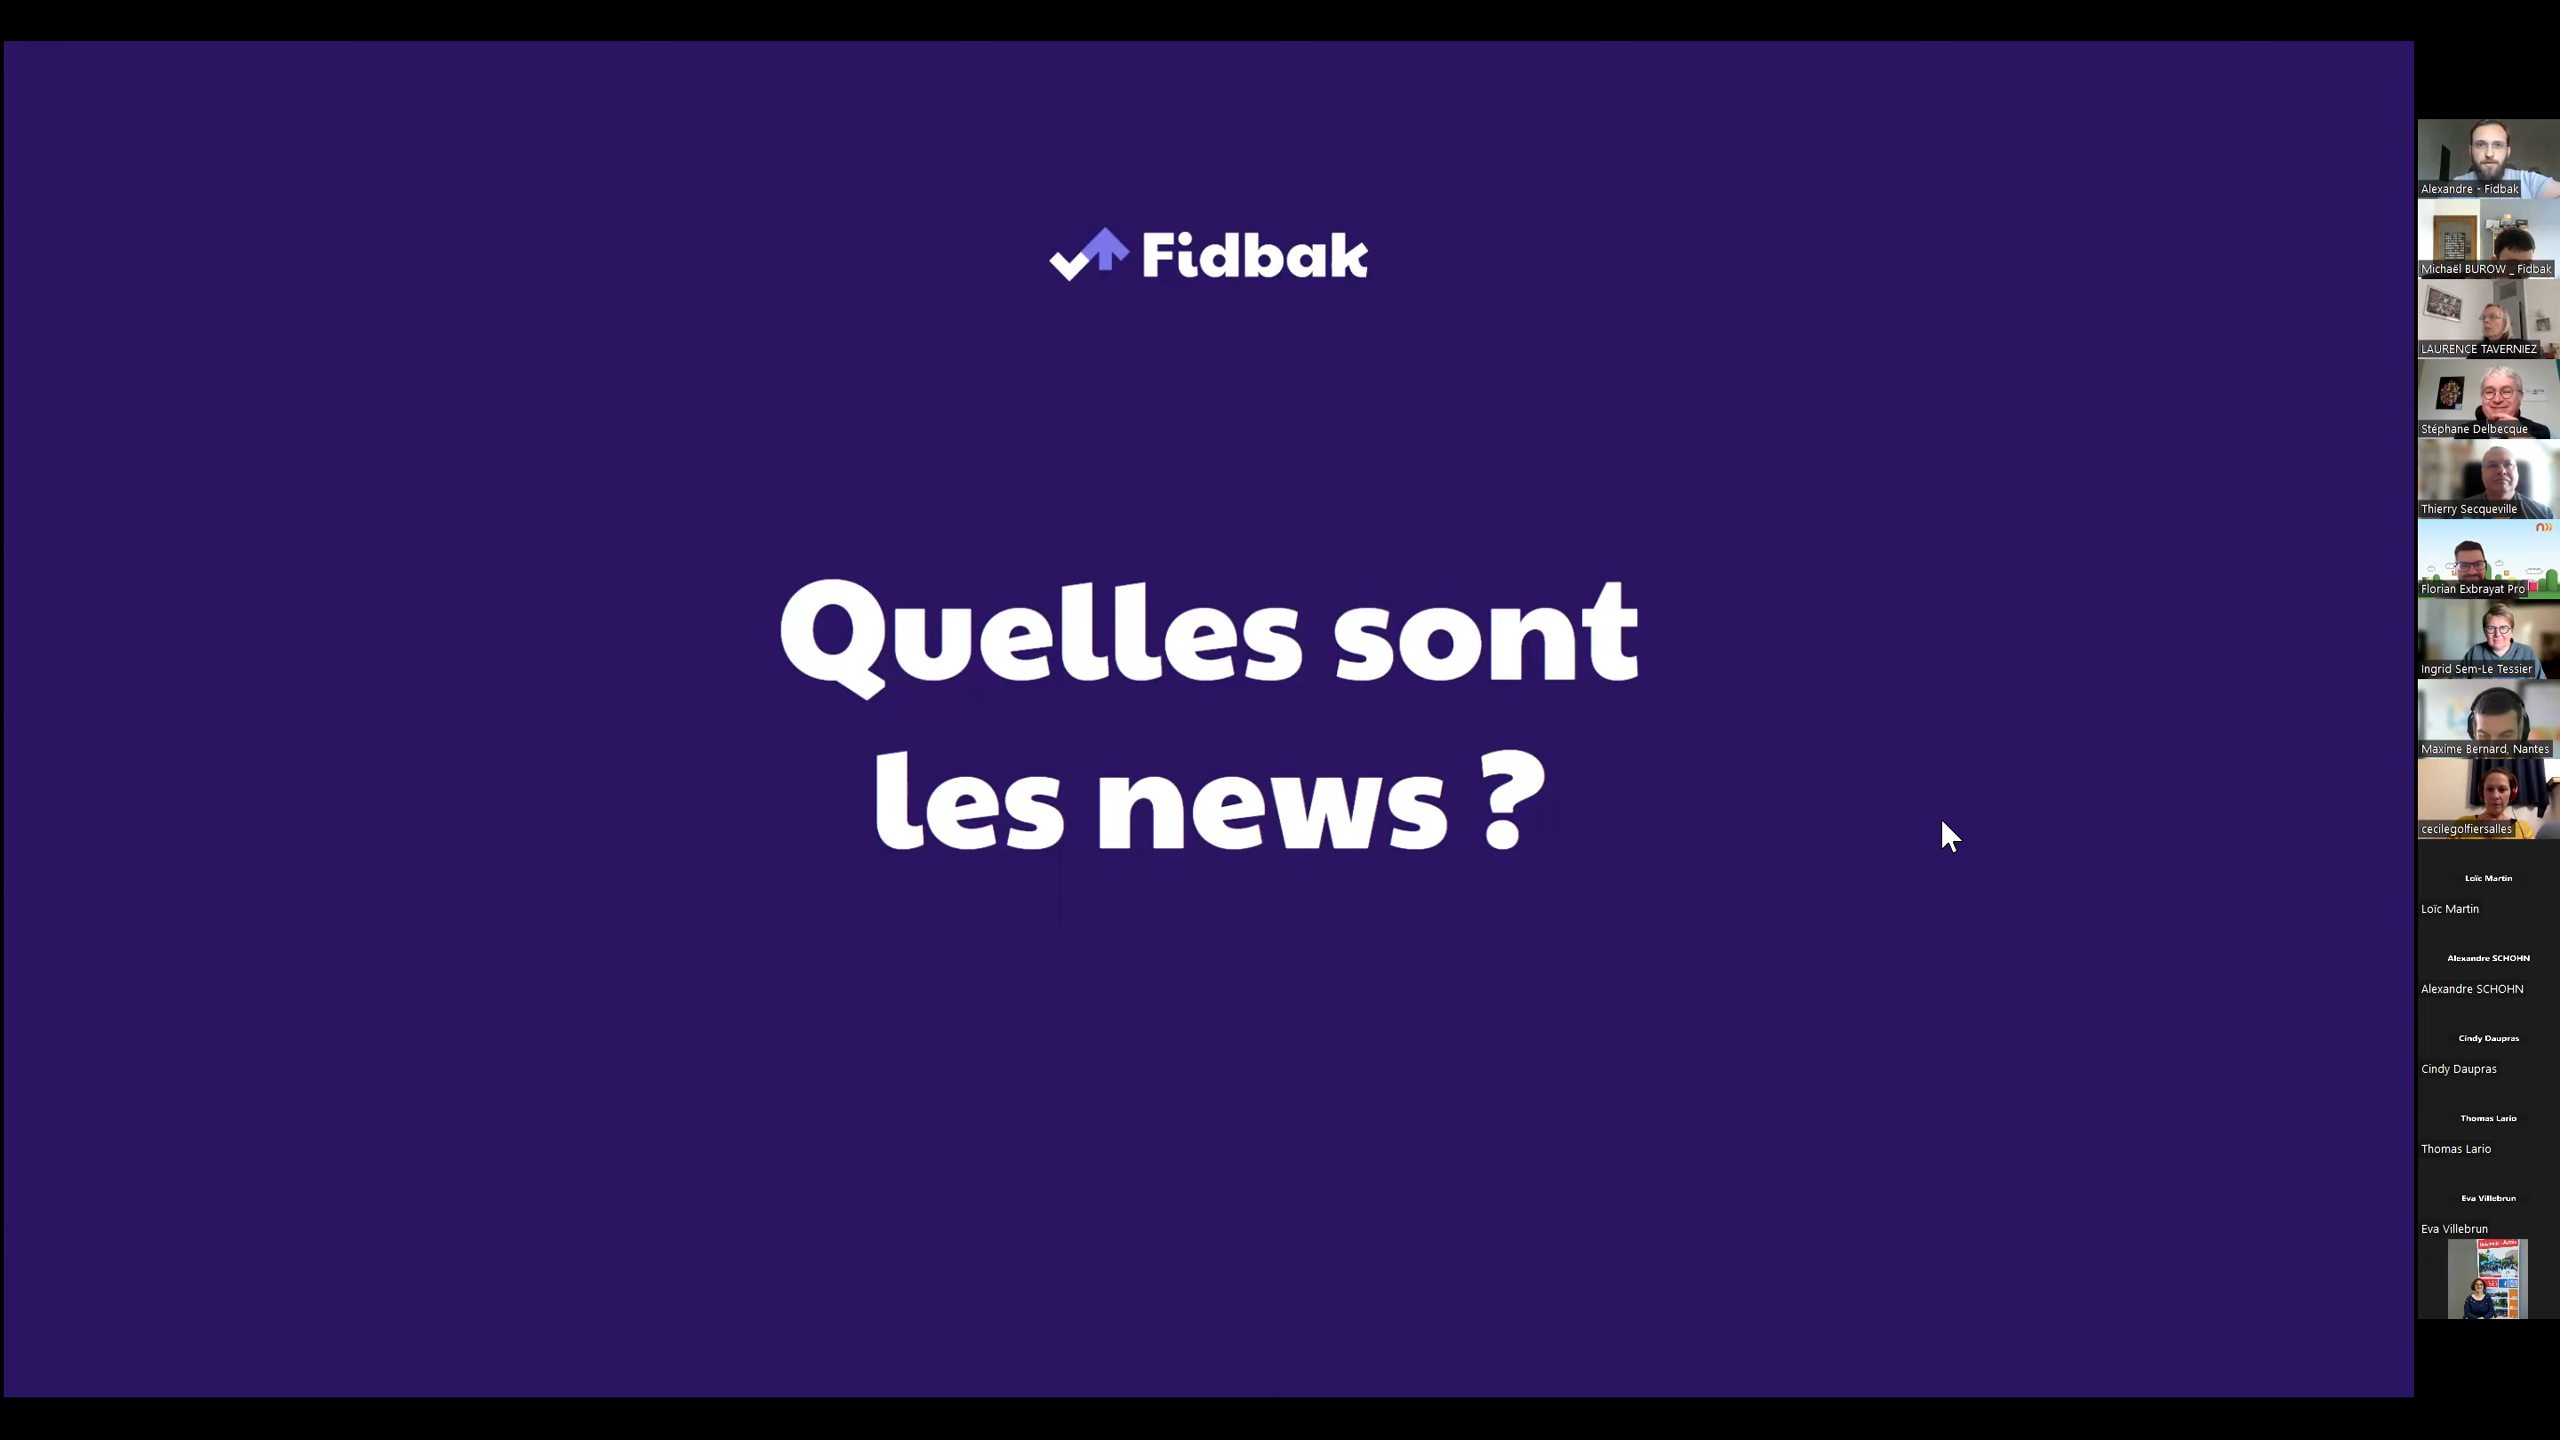 Fidbak
Quelles sont
les news ?
Alexandre - Fidbak
Michaël BUROW _ Fidbak
LAURENCE TAVERNIEZ
Stéphane Delbecque
Thierry Secqueville
Florian Exbrayat Pro
Ingrid Sem-Le Tessier
Maxime Bernard, Nantes
cecilegolfiersalles
Loïc Martin
Loïc Martin
Alexandre SCHOHN
Alexandre SCHOHN
Cindy Daupras
Cindy Daupras
Thomas Lario
Thomas Lario
Eva Villebrun
Eva Villebrun